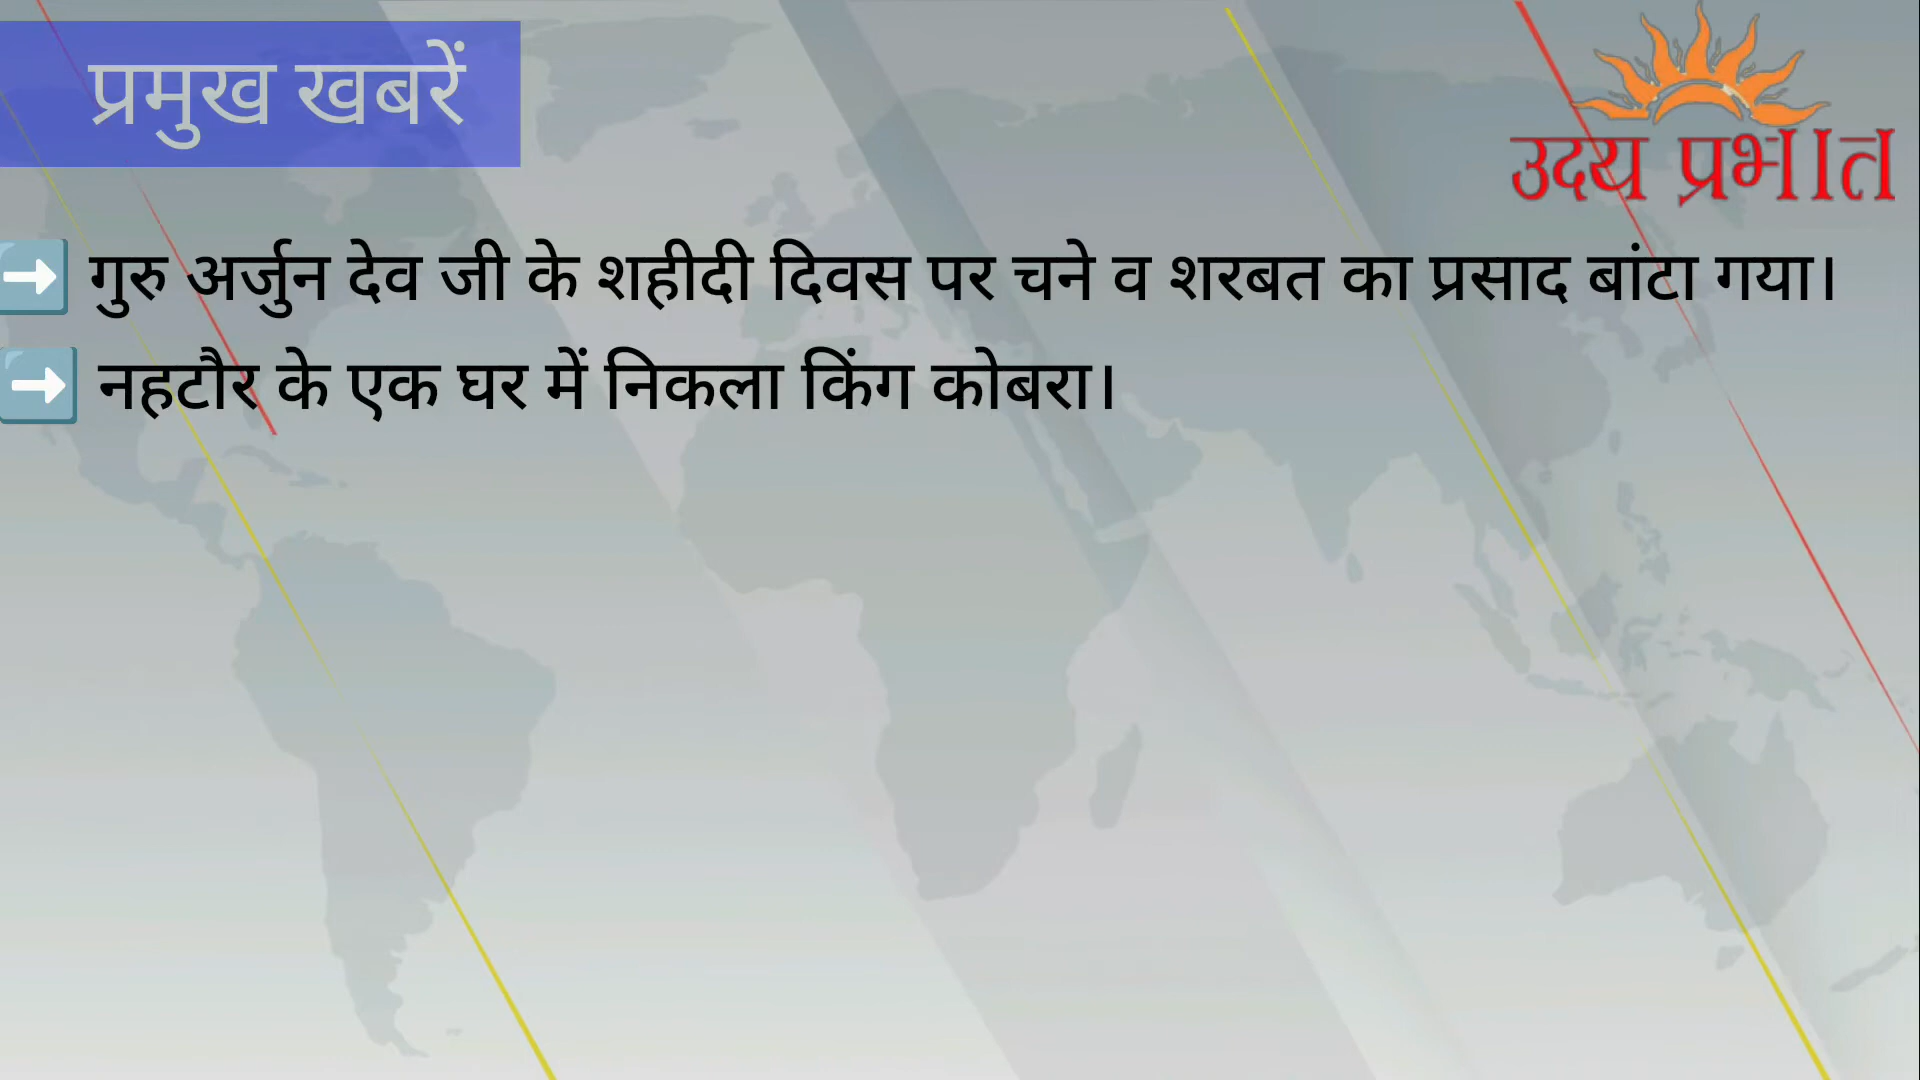 प्रमुख खबरें
उदय प्रभात
➡️ गुरु अर्जुन देव जी के शहीदी दिवस पर चने व शरबत का प्रसाद बांटा गया।
➡️ नहटौर के एक घर में निकला किंग कोबरा।